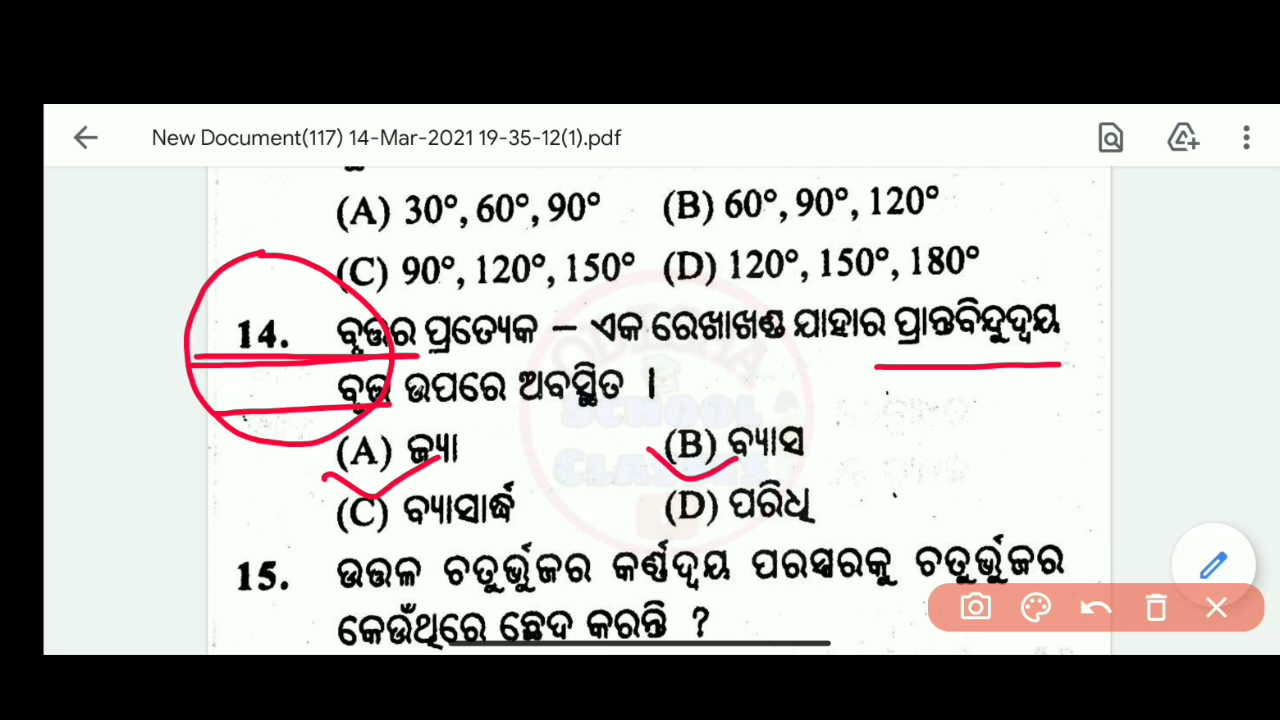 New Document(117) 14-Mar-2021 19-35-12(1).pdf
(A) 30°, 60°, 90° (B) 60°, 90°, 120°
(C) 90°, 120°, 150° (D) 120°, 150°, 180°
14. ବୃତ୍ତର ପ୍ରତ୍ୟେକ – ଏକ ରେଖାଖଣ୍ଡ ଯାହାର ପ୍ରାନ୍ତବିନ୍ଦୁଦ୍ୱୟ
ବୃତ୍ତ ଉପରେ ଅବସ୍ଥିତ ।
(A) ଜ୍ୟା (B) ବ୍ୟାସ
(C) ବ୍ୟାସାର୍ଦ୍ଧ (D) ପରିଧି
15. ଉତ୍ତଳ ଚତୁର୍ଭୁଜର କର୍ଣ୍ଣଦ୍ୱୟ ପରସ୍ପରକୁ ଚତୁର୍ଭୁଜର
କେଉଁଥିରେ ଛେଦ କରନ୍ତି ?
SCHOOL
CLASSES